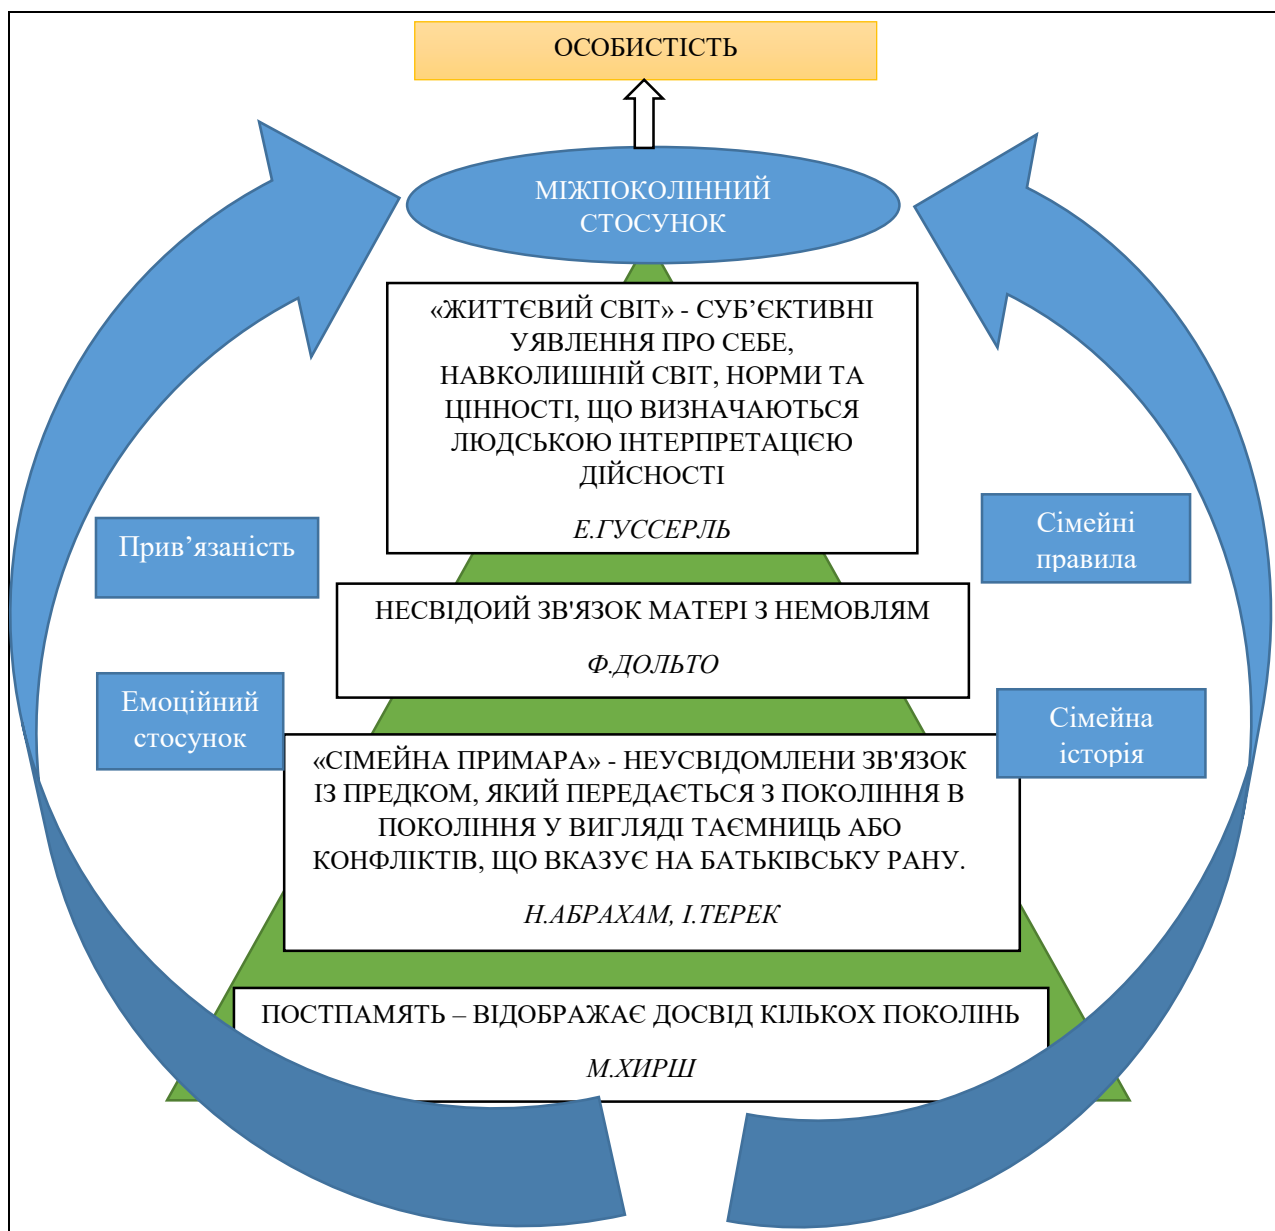 ОСОБИСТІСТЬ
МІЖПОКОЛІННИЙ
СТОСУНОК
«ЖИТТЄВИЙ СВІТ» - СУБ’ЄКТИВНІ
УЯВЛЕННЯ ПРО СЕБЕ,
НАВКОЛИШНІЙ СВІТ, НОРМИ ТА
ЦІННОСТІ, ЩО ВИЗНАЧАЮТЬСЯ
ЛЮДСЬКОЮ ІНТЕРПРЕТАЦІЄЮ
ДІЙСНОСТІ
Е.ГУССЕРЛЬ
Прив’язаність
Сімейні
правила
НЕСВІДОИЙ ЗВ'ЯЗОК МАТЕРІ З НЕМОВЛЯМ
Ф.ДОЛЬТО
Емоційний
стосунок
Сімейна
історія
«СІМЕЙНА ПРИМАРА» - НЕУСВІДОМЛЕНИ ЗВ'ЯЗОК
ІЗ ПРЕДКОМ, ЯКИЙ ПЕРЕДАЄТЬСЯ З ПОКОЛІННЯ В
ПОКОЛІННЯ У ВИГЛЯДІ ТАЄМНИЦЬ АБО
КОНФЛІКТІВ, ЩО ВКАЗУЄ НА БАТЬКІВСЬКУ РАНУ.
Н.АБРАХАМ, І.ТЕРЕК
ПОСТПАМЯТЬ – ВІДОБРАЖАЄ ДОСВІД КІЛЬКОХ ПОКОЛІНЬ
М.ХИРШ